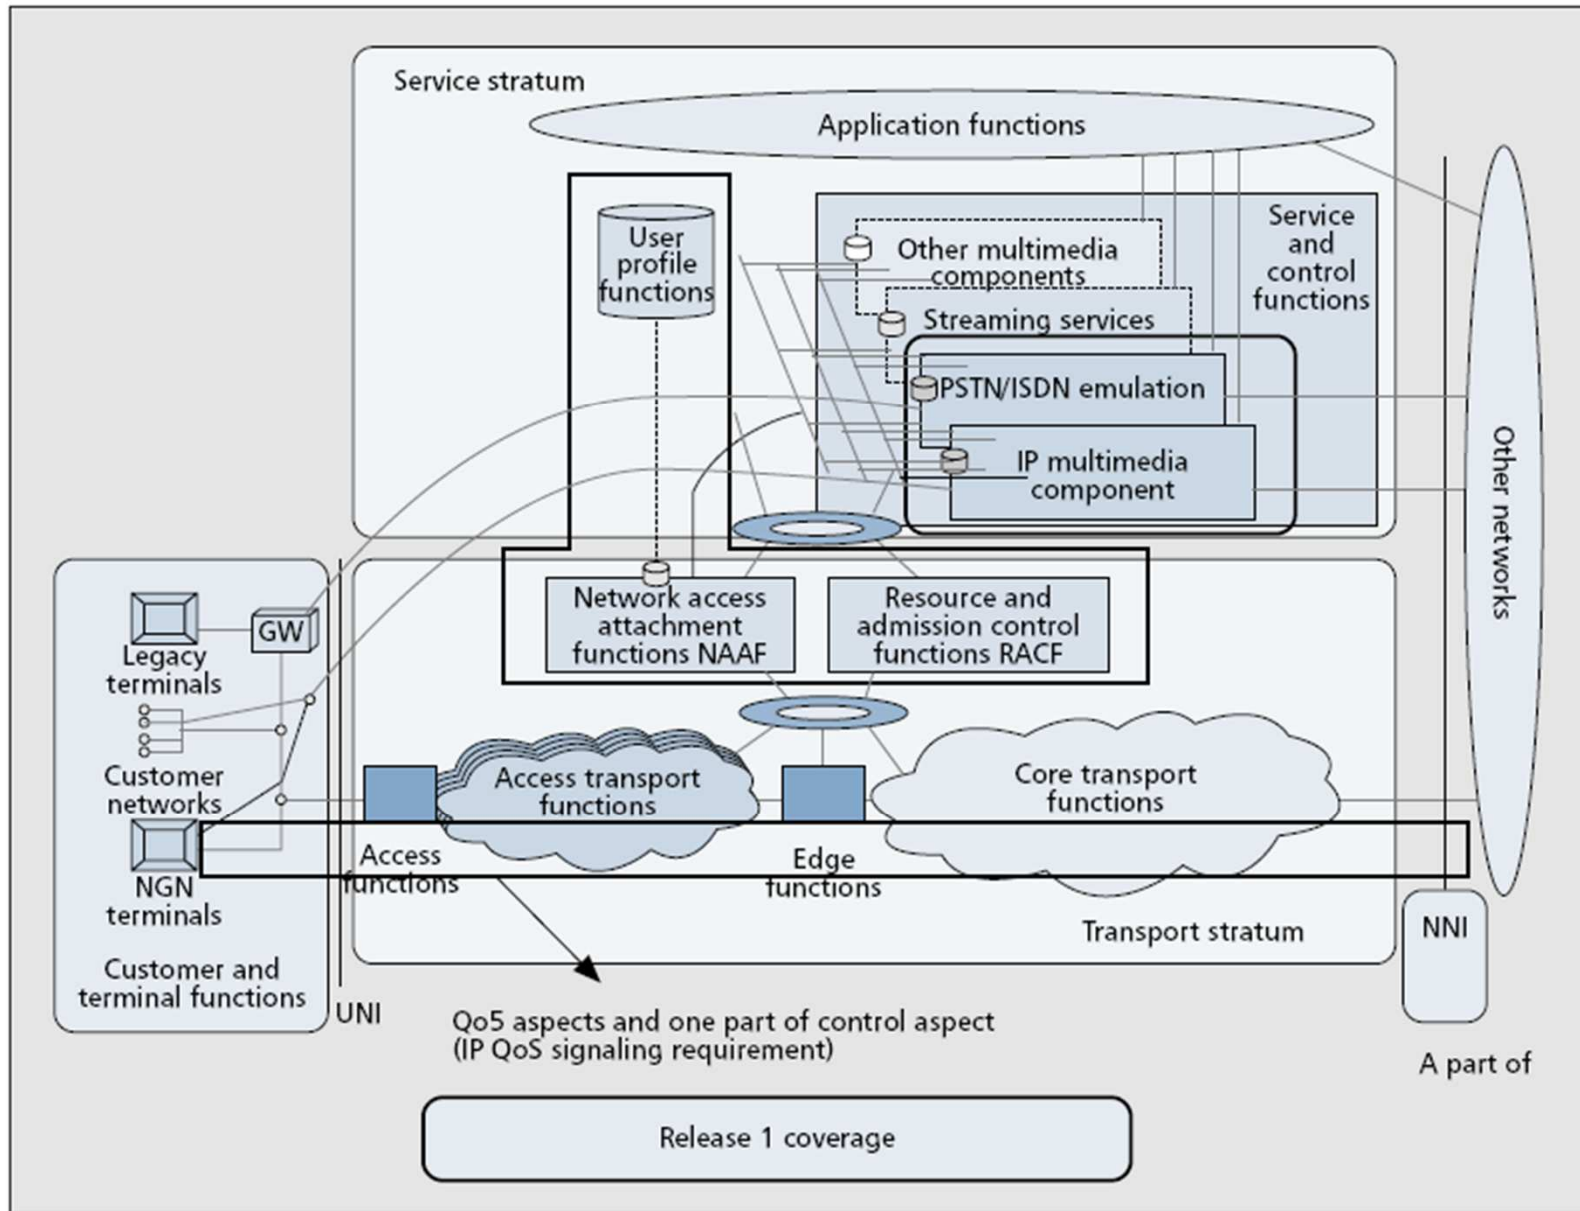 Service stratum
Application functions
User
profile
functions
Service
and
control
functions
Other multimedia
components
Streaming services
PSTN/ISDN emulation
IP multimedia
component
Other networks
Network access
attachment
functions NAAF
Resource and
admission control
functions RACF
GW
Legacy
terminals
Customer
networks
NGN
terminals
Customer and
terminal functions
UNI
Access transport
functions
Core transport
functions
Access
functions
Edge
functions
Transport stratum
NNI
Qo5 aspects and one part of control aspect
(IP QoS signaling requirement)
A part of
Release 1 coverage